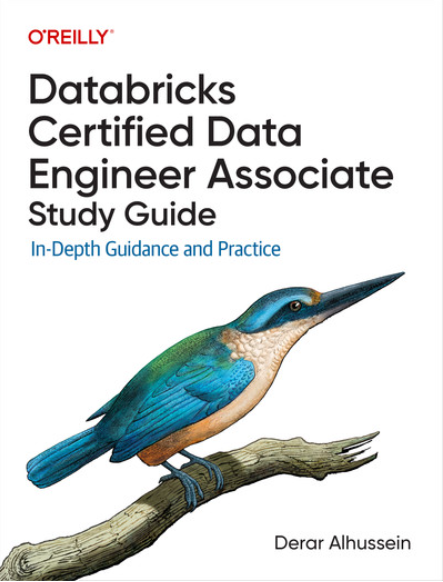 O'REILLY®
Databricks
Certified Data
Engineer Associate
Study Guide
In-Depth Guidance and Practice
Derar Alhussein